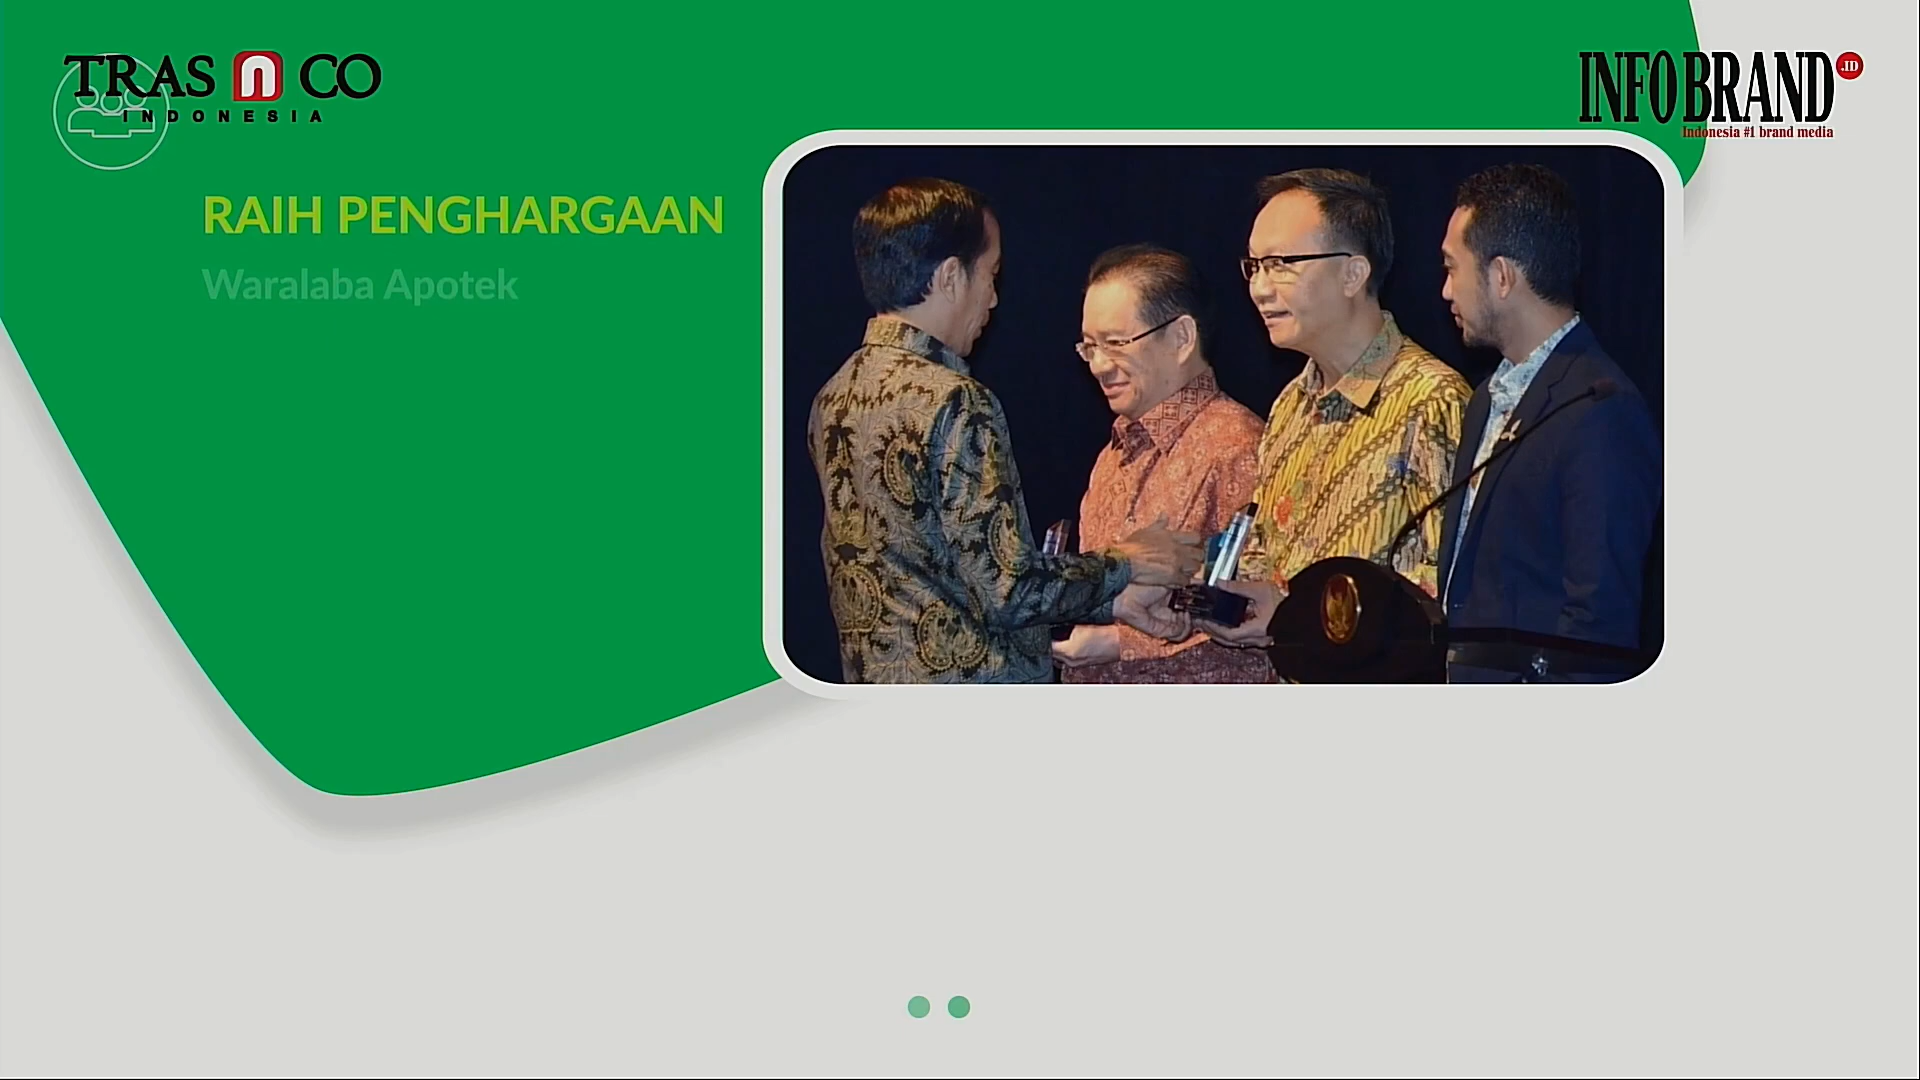 TRAS n CO
INDONESIA
INFOBRAND
.ID
Indonesia #1 brand media
RAIH PENGHARGAAN
Waralaba Apotek